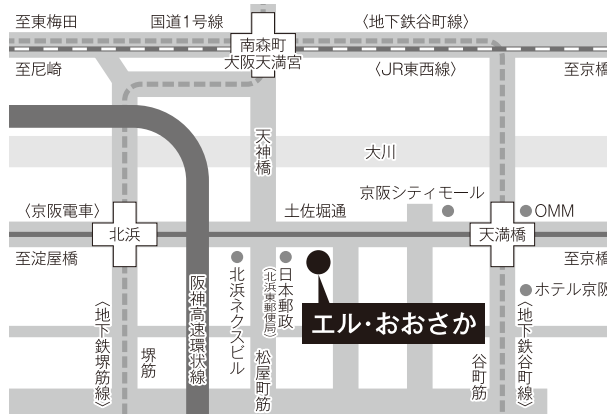 至東梅田
国道1号線
〈地下鉄谷町線〉
南森町
大阪天満宮
至尼崎
〈JR東西線〉
至京橋
天神橋
大川
京阪シティモール
〈京阪電車〉
土佐堀通
OMM
北浜
天満橋
至淀屋橋
至京橋
ホテル京阪
エル・おおさか
〈地下鉄堺筋線〉
堺筋
阪神高速環状線
北浜ネクスビル
日本郵政
(北浜東郵便局)
松屋町筋
谷町筋
〈地下鉄谷町線〉